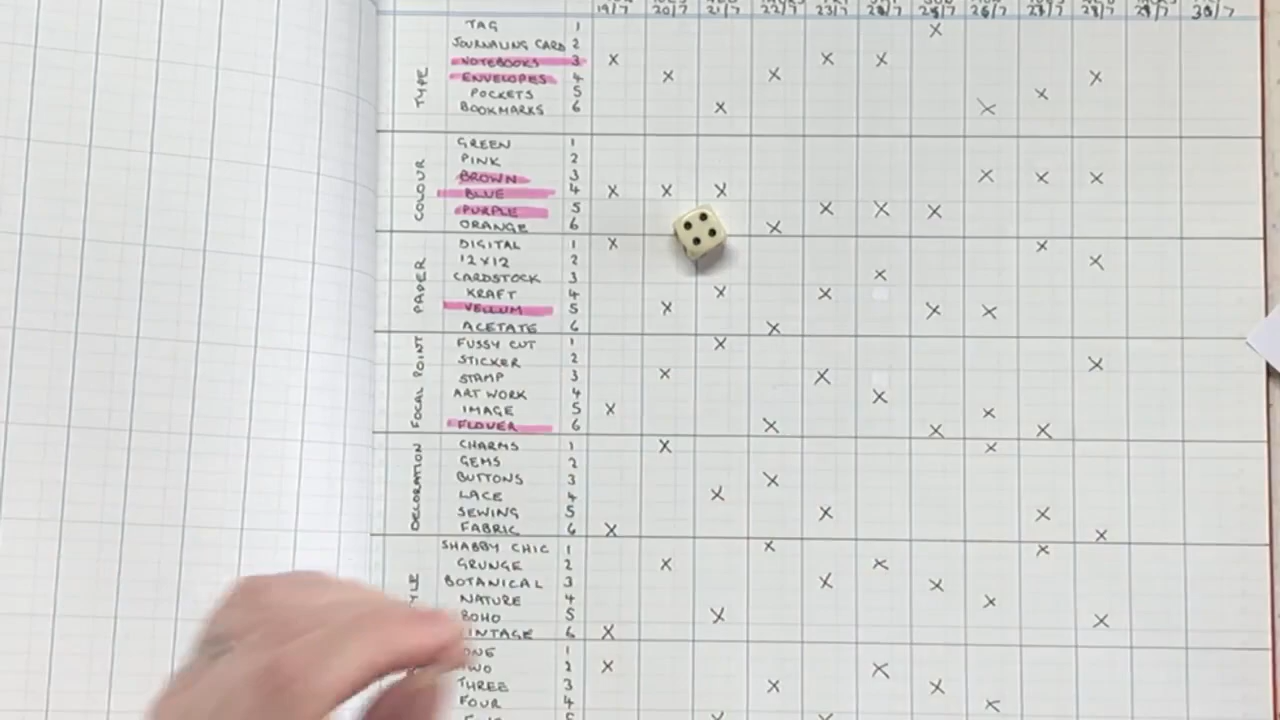 19/7 20/7 21/7 22/7 23/7 24/7 25/7 26/7 27/7 28/7 29/7 30/7
TYPE
TAG 1 X
JOURNALING CARD 2
NOTEBOOKS 3 X X X
ENVELOPES 4 X X X
POCKETS 5 X
BOOKMARKS 6 X X
COLOUR
GREEN 1
PINK 2
BROWN 3 X X X
BLUE 4 X X X
PURPLE 5 X X X
ORANGE 6 X
PAPER
DIGITAL 1 X X
12X12 2 X
CARDSTOCK 3 X
KRAFT 4 X X
VELLUM 5 X X X
ACETATE 6 X
FOCAL POINT
FUSSY CUT 1 X
STICKER 2 X
STAMP 3 X X
ART WORK 4 X
IMAGE 5 X X
FLOWER 6 X X X
DECORATION
CHARMS 1 X X
GEMS 2
BUTTONS 3 X
LACE 4 X
SEWING 5 X X
FABRIC 6 X X
SHABBY CHIC 1 X X
GRUNGE 2 X X
BOTANICAL 3 X X
NATURE 4 X
BOHO 5 X X
INTAGE 6 X
ONE 1
TWO 2 X X
THREE 3 X X
FOUR 4 X